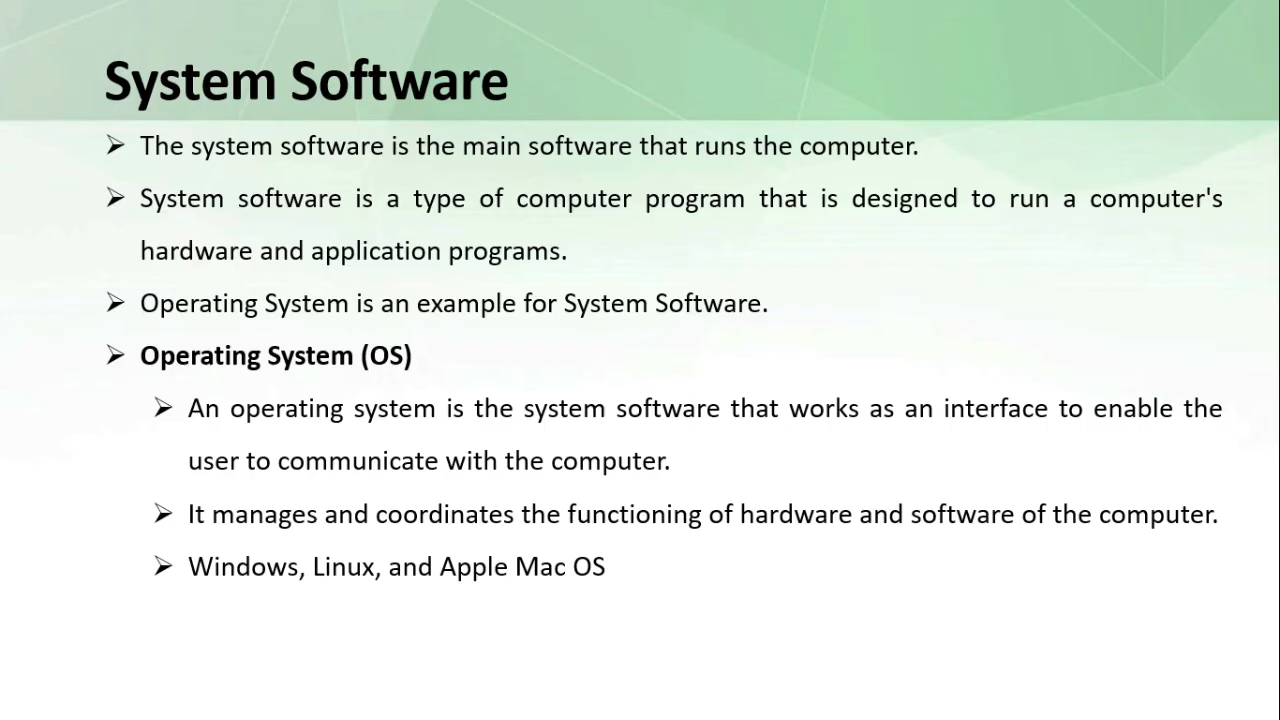 System Software
➢ The system software is the main software that runs the computer.
➢ System software is a type of computer program that is designed to run a computer's
hardware and application programs.
➢ Operating System is an example for System Software.
➢ Operating System (OS)
➢ An operating system is the system software that works as an interface to enable the
user to communicate with the computer.
➢ It manages and coordinates the functioning of hardware and software of the computer.
➢ Windows, Linux, and Apple Mac OS